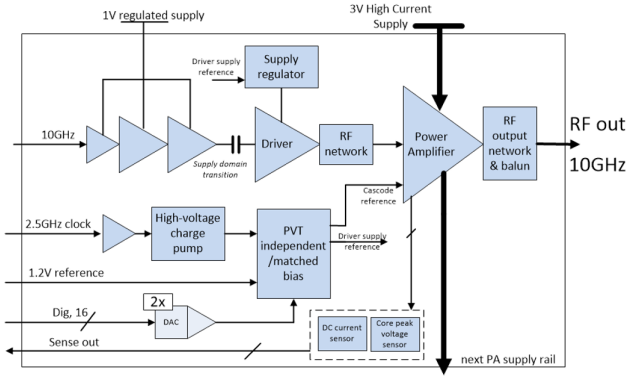 1V regulated supply
3V High Current
Supply
Driver supply
reference
Supply
regulator
10GHz
Supply domain
transition
Driver
RF
network
Power
Amplifier
RF
output
network
& balun
RF out
10GHz
Cascode
reference
2.5GHz clock
High-voltage
charge
pump
PVT
independent
/matched
bias
Driver supply
reference
1.2V reference
2x
Dig, 16
DAC
DC current
sensor
Core peak
voltage
sensor
Sense out
next PA supply rail